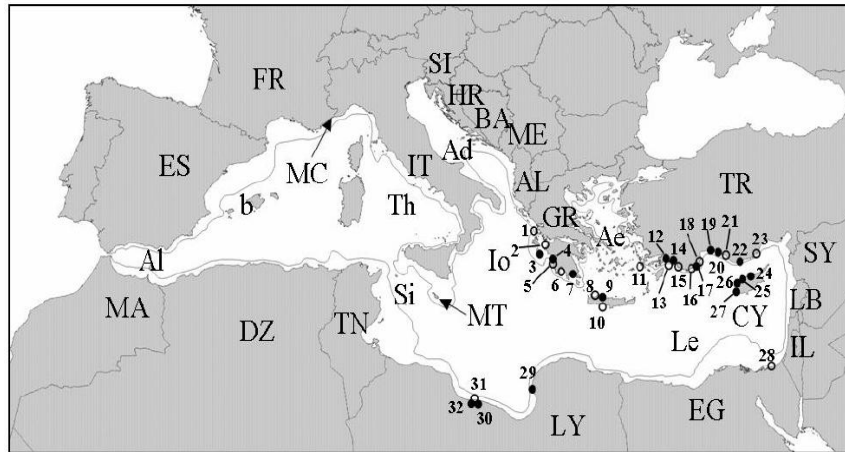 SI
FR
HR
BA
ME
MC
IT
Ad
ES
AL
TR
b
Th
GR
Ae
1
2
3
4
5
6
7
Io
8
9
10
11
12
13
14
15
16
17
18
19
20
21
22
23
24
25
26
27
SY
Al
Si
MA
DZ
TN
MT
CY
LB
Le
IL
28
29
31
32
30
LY
EG